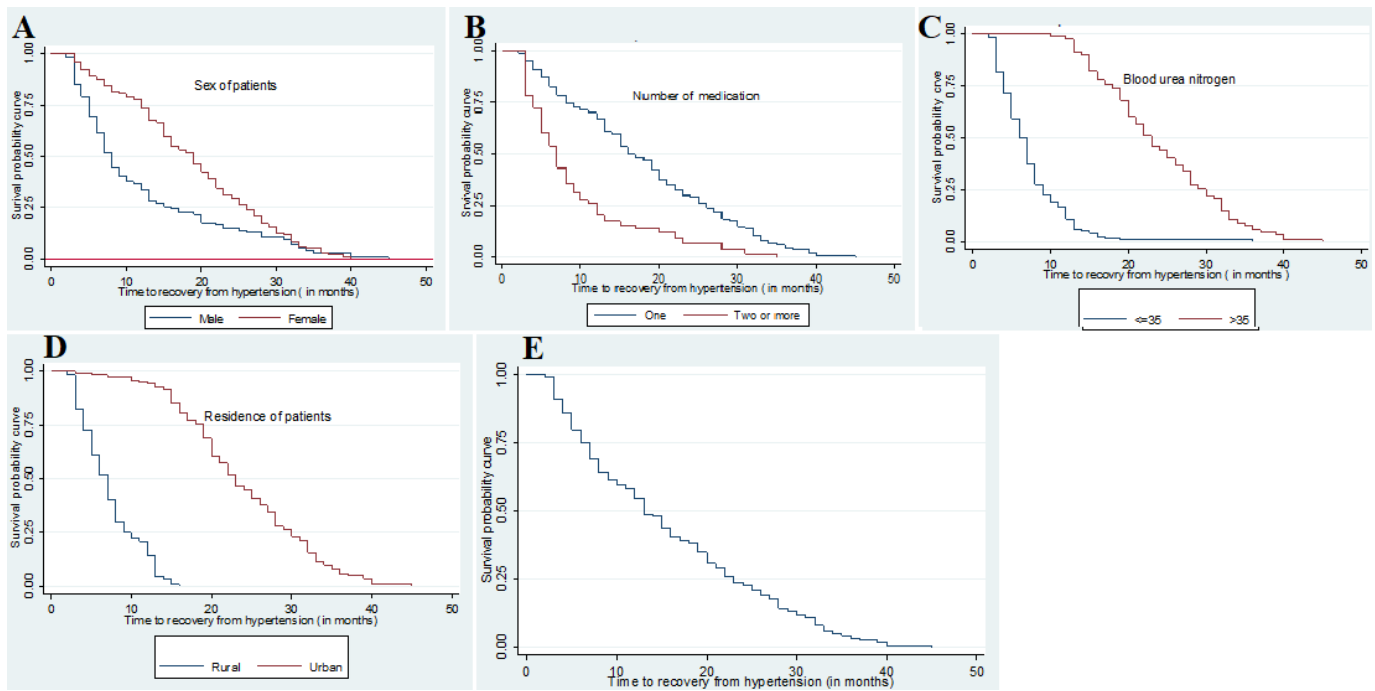 A
Sex of patients
Surival probability curve
0.00 0.25 0.50 0.75 1.00
0 10 20 30 40 50
Time to recovery from hypertension ( in months)
Male Female
B
Number of medication
Srvival probability curve
0.00 0.25 0.50 0.75 1.00
0 10 20 30 40 50
Time to recovery from hypertension ( in months)
One Two or more
C
Blood urea nitrogen
Survival probability crve
0.00 0.25 0.50 0.75 1.00
0 10 20 30 40 50
Time to recovery from hypertension ( in months)
<=35 >35
D
Residence of patients
Survival probability curve
0.00 0.25 0.50 0.75 1.00
0 10 20 30 40 50
Time to recovery from hypertension ( in months)
Rural Urban
E
Survival probability curve
0.00 0.25 0.50 0.75 1.00
0 10 20 30 40 50
Time to recovery from hypertension (in months)